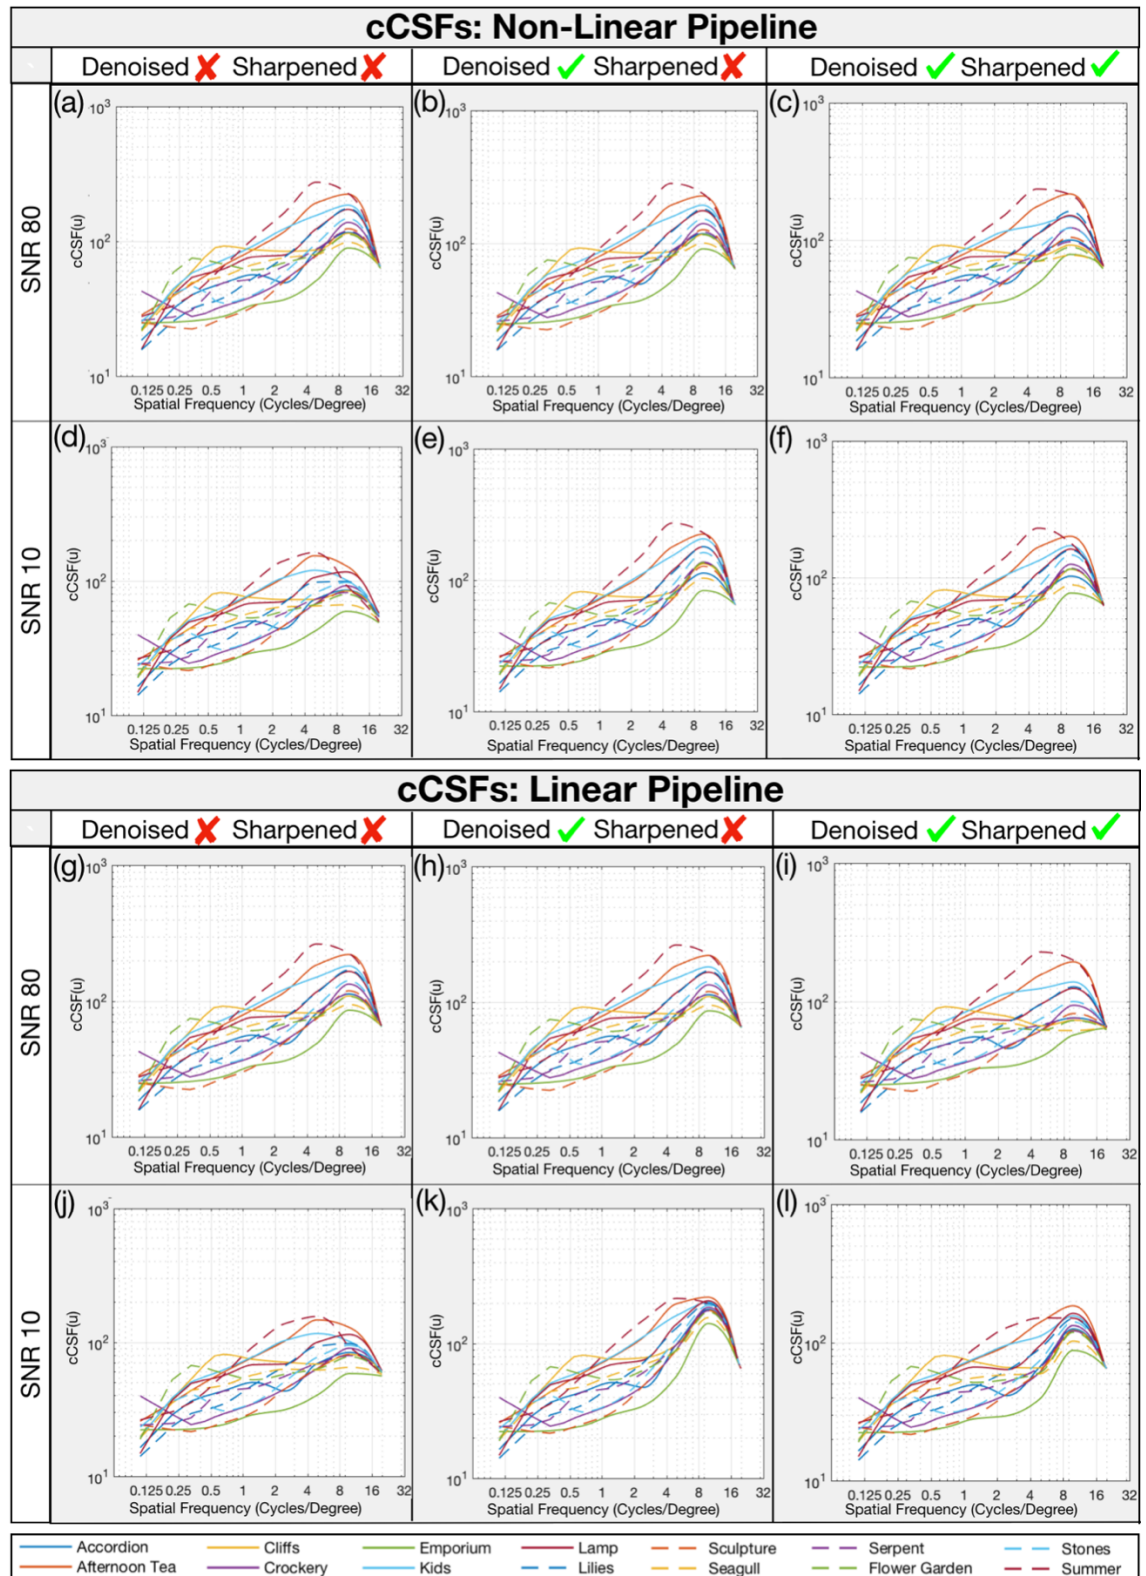 cCSFs: Non-Linear Pipeline
Denoised ✘ Sharpened ✘ Denoised ✓ Sharpened ✘ Denoised ✓ Sharpened ✓
SNR 80
(a) 10³ 10² 10¹ cCSF(u)
0.125 0.25 0.5 1 2 4 8 16 32
Spatial Frequency (Cycles/Degree)
(b) 10³ 10² 10¹ cCSF(u)
0.125 0.25 0.5 1 2 4 8 16 32
Spatial Frequency (Cycles/Degree)
(c) 10³ 10² 10¹ cCSF(u)
0.125 0.25 0.5 1 2 4 8 16 32
Spatial Frequency (Cycles/Degree)
SNR 10
(d) 10³ 10² 10¹ cCSF(u)
0.125 0.25 0.5 1 2 4 8 16 32
Spatial Frequency (Cycles/Degree)
(e) 10³ 10² 10¹ cCSF(u)
0.125 0.25 0.5 1 2 4 8 16 32
Spatial Frequency (Cycles/Degree)
(f) 10³ 10² 10¹ cCSF(u)
0.125 0.25 0.5 1 2 4 8 16 32
Spatial Frequency (Cycles/Degree)
cCSFs: Linear Pipeline
Denoised ✘ Sharpened ✘ Denoised ✓ Sharpened ✘ Denoised ✓ Sharpened ✓
SNR 80
(g) 10³ 10² 10¹ cCSF(u)
0.125 0.25 0.5 1 2 4 8 16 32
Spatial Frequency (Cycles/Degree)
(h) 10³ 10² 10¹ cCSF(u)
0.125 0.25 0.5 1 2 4 8 16 32
Spatial Frequency (Cycles/Degree)
(i) 10³ 10² 10¹ cCSF(u)
0.125 0.25 0.5 1 2 4 8 16 32
Spatial Frequency (Cycles/Degree)
SNR 10
(j) 10³ 10² 10¹ cCSF(u)
0.125 0.25 0.5 1 2 4 8 16 32
Spatial Frequency (Cycles/Degree)
(k) 10³ 10² 10¹ cCSF(u)
0.125 0.25 0.5 1 2 4 8 16 32
Spatial Frequency (Cycles/Degree)
(l) 10³ 10² 10¹ cCSF(u)
0.125 0.25 0.5 1 2 4 8 16 32
Spatial Frequency (Cycles/Degree)
Accordion Cliffs Emporium Lamp Sculpture Serpent Stones
Afternoon Tea Crockery Kids Lilies Seagull Flower Garden Summer